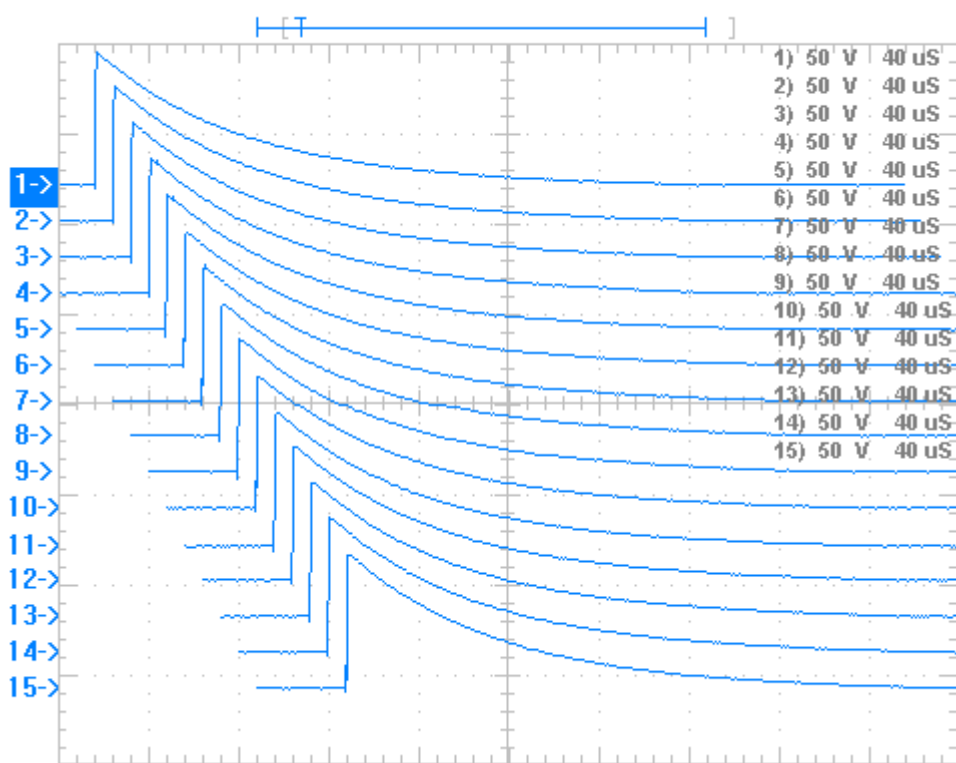 [ T ]
1) 50 V 40 uS
2) 50 V 40 uS
3) 50 V 40 uS
4) 50 V 40 uS
5) 50 V 40 uS
6) 50 V 40 uS
7) 50 V 40 uS
8) 50 V 40 uS
9) 50 V 40 uS
10) 50 V 40 uS
11) 50 V 40 uS
12) 50 V 40 uS
13) 50 V 40 uS
14) 50 V 40 uS
15) 50 V 40 uS
1->
2->
3->
4->
5->
6->
7->
8->
9->
10->
11->
12->
13->
14->
15->